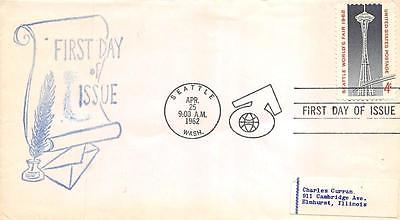 FIRST DAY
of
ISSUE
SEATTLE
APR.
25
9:00 A.M.
1962
WASH.
SEATTLE WORLD'S FAIR 1962
UNITED STATES POSTAGE
4¢
FIRST DAY OF ISSUE
Charles Curran
911 Cambridge Ave.
Elmhurst, Illinois